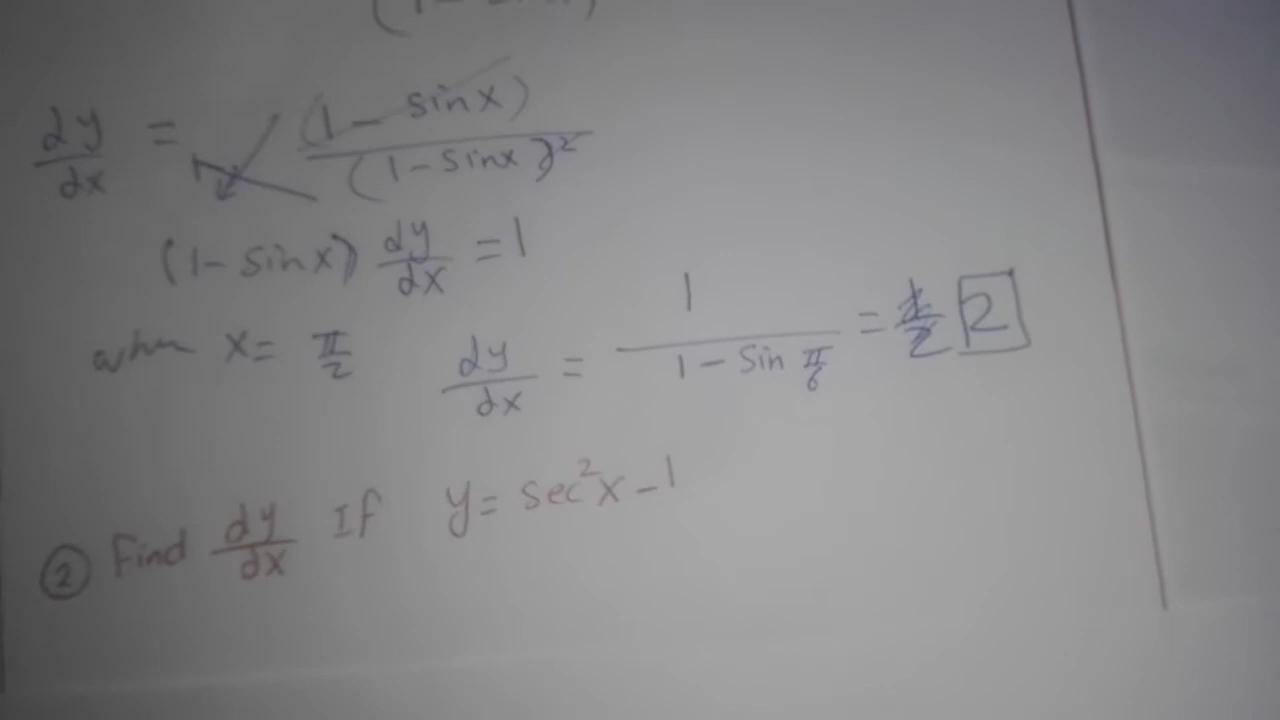 dy/dx = (1 - sinx)/(1 - sinx)²
(1 - sinx) dy/dx = 1
when x = π/2 dy/dx = 1/(1 - Sin π/6) = 2
② Find dy/dx If y = sec²x - 1